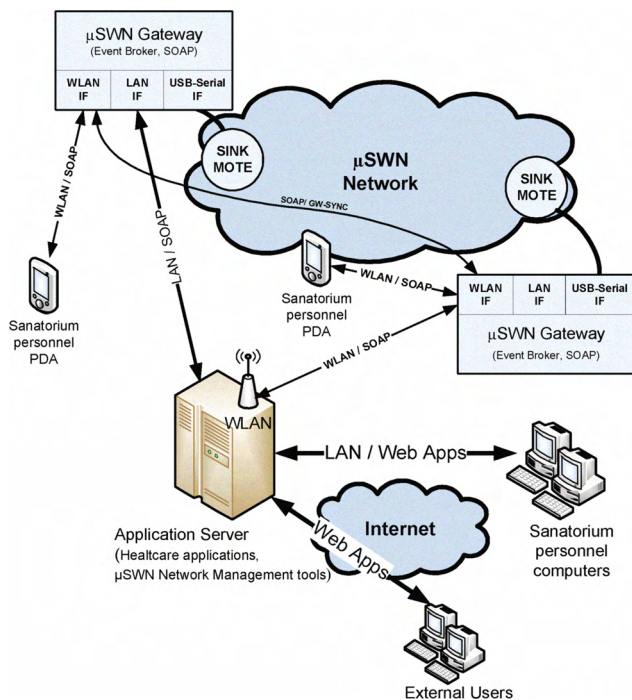 µSWN Gateway
(Event Broker, SOAP)
WLAN IF
LAN IF
USB-Serial IF
SINK
MOTE
µSWN
Network
SINK
MOTE
WLAN / SOAP
LAN / SOAP
SOAP/ GW-SYNC
WLAN / SOAP
Sanatorium
personnel
PDA
Sanatorium
personnel
PDA
WLAN IF
LAN IF
USB-Serial IF
µSWN Gateway
(Event Broker, SOAP)
WLAN / SOAP
WLAN
LAN / Web Apps
Application Server
(Healtcare applications,
µSWN Network Management tools)
Internet
Web Apps
Sanatorium
personnel
computers
External Users